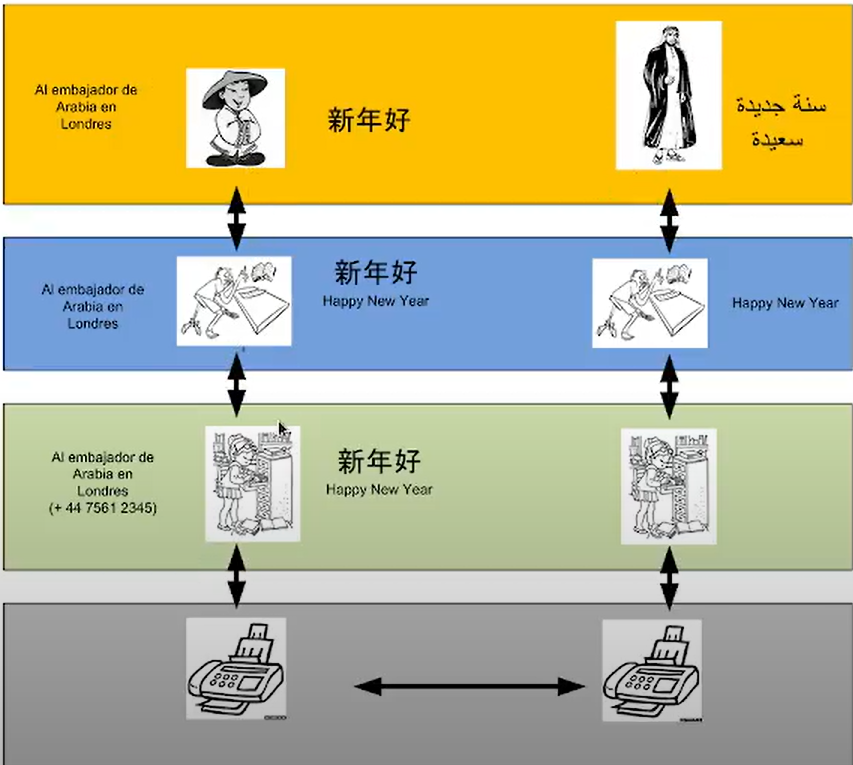 Al embajador de
Arabia en
Londres
新年好
سنة جديدة
سعيدة
Al embajador de
Arabia en
Londres
新年好
Happy New Year
Happy New Year
Al embajador de
Arabia en
Londres
(+ 44 7561 2345)
新年好
Happy New Year